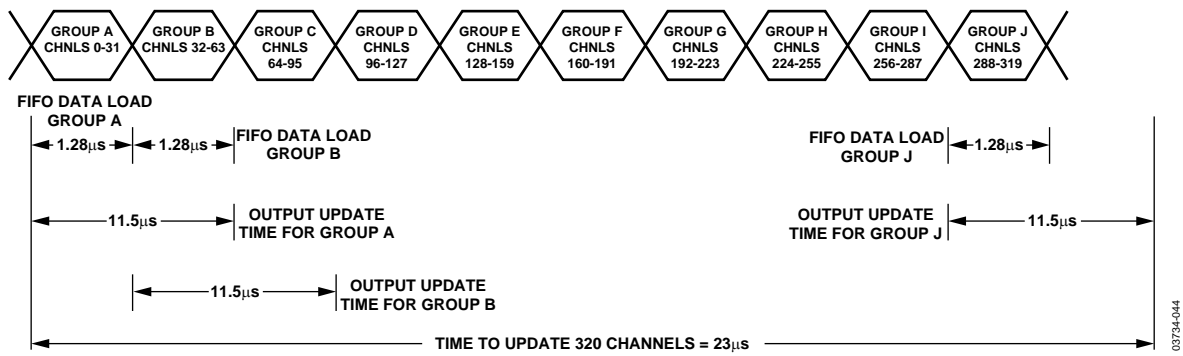 GROUP A
CHNLS 0-31
GROUP B
CHNLS 32-63
GROUP C
CHNLS
64-95
GROUP D
CHNLS
96-127
GROUP E
CHNLS
128-159
GROUP F
CHNLS
160-191
GROUP G
CHNLS
192-223
GROUP H
CHNLS
224-255
GROUP I
CHNLS
256-287
GROUP J
CHNLS
288-319
FIFO DATA LOAD
GROUP A
1.28μs
1.28μs
FIFO DATA LOAD
GROUP B
FIFO DATA LOAD
GROUP J
1.28μs
11.5μs
OUTPUT UPDATE
TIME FOR GROUP A
OUTPUT UPDATE
TIME FOR GROUP J
11.5μs
11.5μs
OUTPUT UPDATE
TIME FOR GROUP B
TIME TO UPDATE 320 CHANNELS = 23μs
03734-044